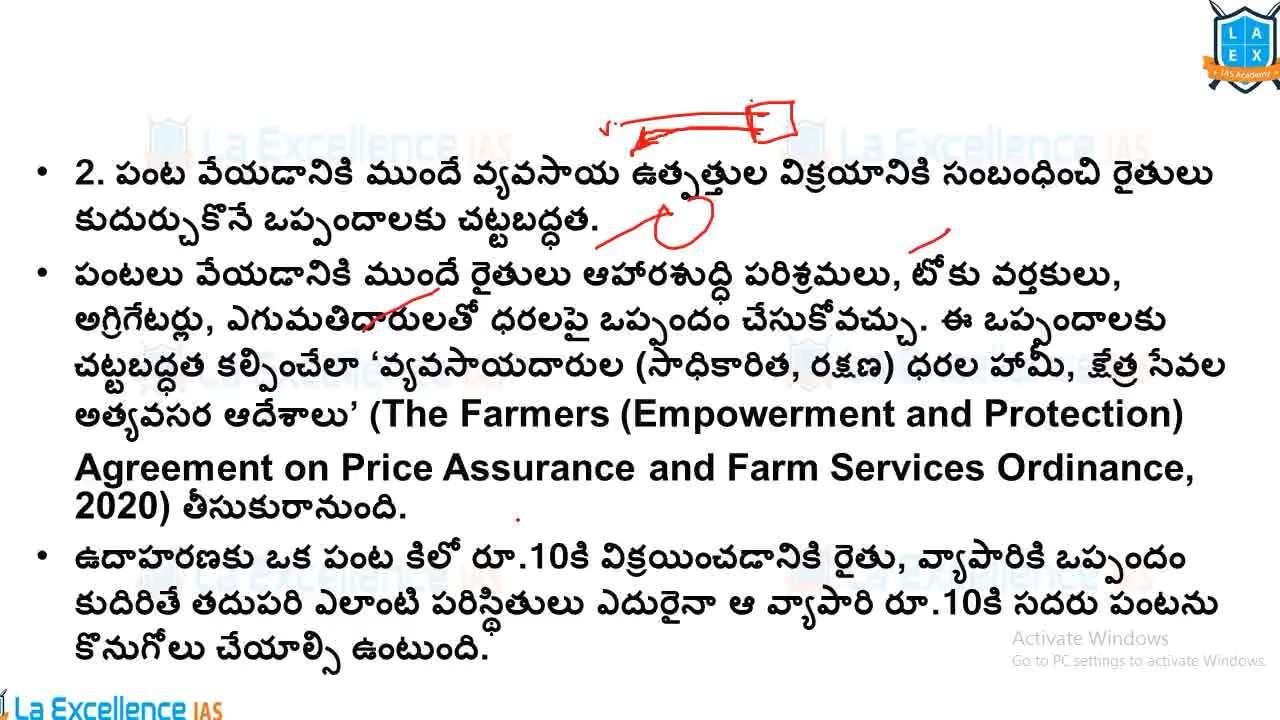 L A
E X
IAS Academy
La Excellence IAS
• 2. పంట వేయడానికి ముందే వ్యవసాయ ఉత్పత్తుల విక్రయానికి సంబంధించి రైతులు
కుదుర్చుకొనే ఒప్పందాలకు చట్టబద్ధత.
• పంటలు వేయడానికి ముందే రైతులు ఆహారశుద్ధి పరిశ్రమలు, టోకు వర్తకులు,
అగ్రిగేటర్లు, ఎగుమతిదారులతో ధరలపై ఒప్పందం చేసుకోవచ్చు. ఈ ఒప్పందాలకు
చట్టబద్ధత కల్పించేలా ‘వ్యవసాయదారుల (సాధికారిత, రక్షణ) ధరల హామీ, క్షేత్ర సేవల
అత్యవసర ఆదేశాలు’ (The Farmers (Empowerment and Protection)
Agreement on Price Assurance and Farm Services Ordinance,
2020) తీసుకురానుంది.
• ఉదాహరణకు ఒక పంట కిలో రూ.10కి విక్రయించడానికి రైతు, వ్యాపారికి ఒప్పందం
కుదిరితే తదుపరి ఎలాంటి పరిస్థితులు ఎదురైనా ఆ వ్యాపారి రూ.10కి సదరు పంటను
కొనుగోలు చేయాల్సి ఉంటుంది.
Activate Windows
Go to PC settings to activate Windows.
La Excellence IAS